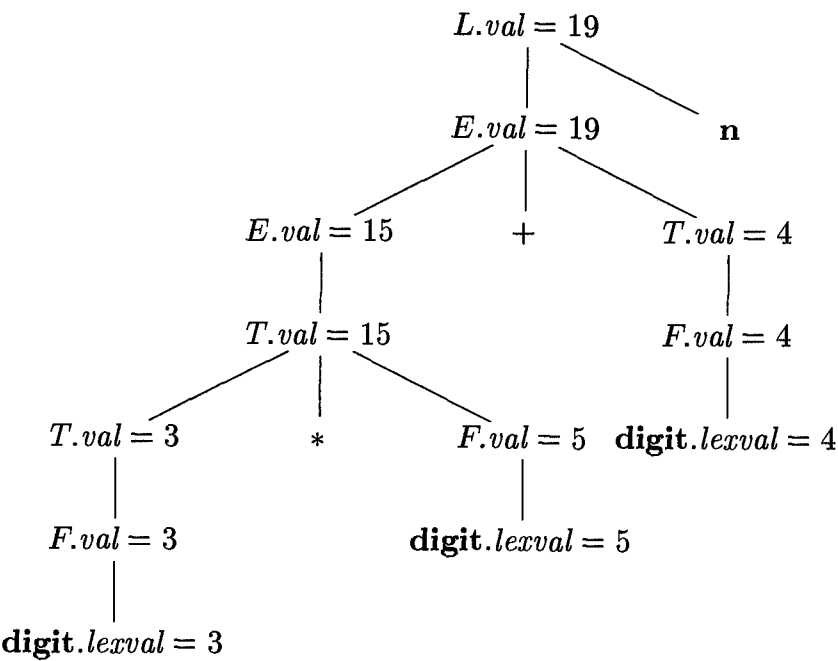 L.val = 19
E.val = 19 n
E.val = 15 + T.val = 4
T.val = 15 F.val = 4
T.val = 3 * F.val = 5 digit.lexval = 4
F.val = 3 digit.lexval = 5
digit.lexval = 3